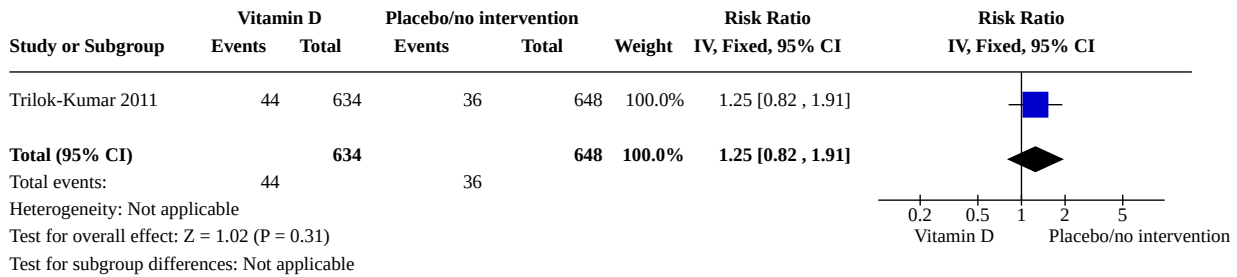 Vitamin D Placebo/no intervention Risk Ratio Risk Ratio
Study or Subgroup Events Total Events Total Weight IV, Fixed, 95% CI IV, Fixed, 95% CI
Trilok-Kumar 2011 44 634 36 648 100.0% 1.25 [0.82 , 1.91]
Total (95% CI) 634 648 100.0% 1.25 [0.82 , 1.91]
Total events: 44 36
Heterogeneity: Not applicable
0.2 0.5 1 2 5
Test for overall effect: Z = 1.02 (P = 0.31) Vitamin D Placebo/no intervention
Test for subgroup differences: Not applicable